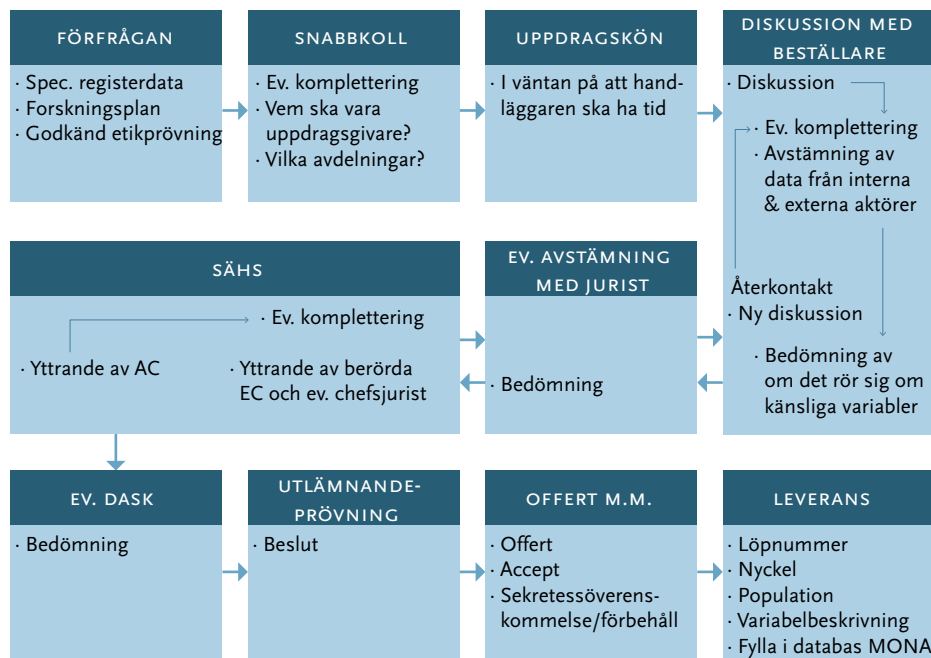 FÖRFRÅGAN
· Spec. registerdata
· Forskningsplan
· Godkänd etikprövning
SNABBKOLL
· Ev. komplettering
· Vem ska vara
uppdragsgivare?
· Vilka avdelningar?
UPPDRAGSKÖN
· I väntan på att hand-
läggaren ska ha tid
DISKUSSION MED
BESTÄLLARE
· Diskussion
· Ev. komplettering
· Avstämning av
data från interna
& externa aktörer
Återkontakt
· Ny diskussion
· Bedömning av
om det rör sig om
känsliga variabler
EV. AVSTÄMNING
MED JURIST
· Bedömning
SÄHS
· Ev. komplettering
· Yttrande av AC
· Yttrande av berörda
EC och ev. chefsjurist
EV. DASK
· Bedömning
UTLÄMNANDE-
PRÖVNING
· Beslut
OFFERT M.M.
· Offert
· Accept
· Sekretessöverens-
kommelse/förbehåll
LEVERANS
· Löpnummer
· Nyckel
· Population
· Variabelbeskrivning
· Fylla i databas MONA